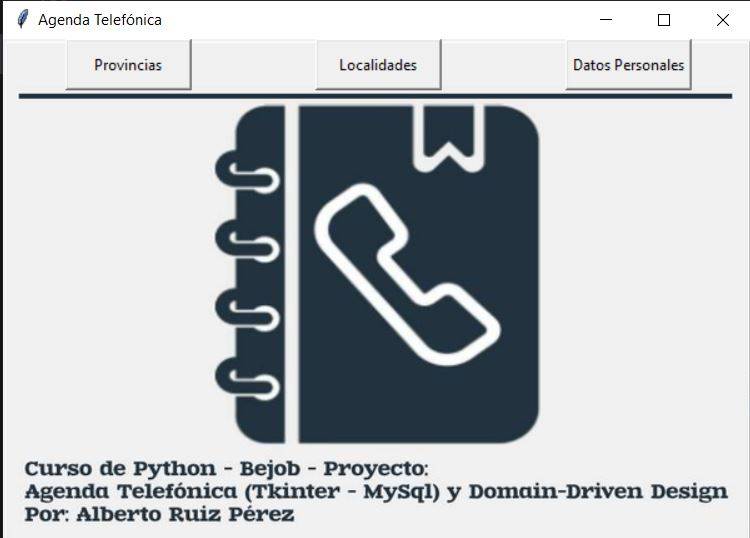 Agenda Telefónica
Provincias
Localidades
Datos Personales
Curso de Python - Bejob - Proyecto:
Agenda Telefónica (Tkinter - MySql) y Domain-Driven Design
Por: Alberto Ruiz Pérez